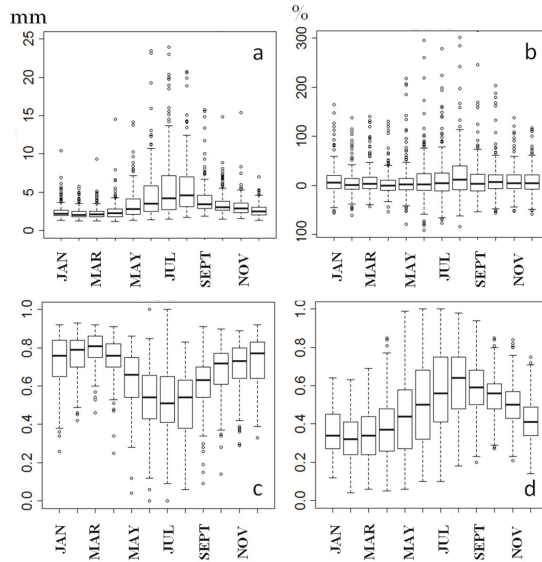 mm
%
a
25
20
15
10
5
0
JAN
MAR
MAY
JUL
SEPT
NOV
b
300
200
100
0
100
JAN
MAR
MAY
JUL
SEPT
NOV
c
1.0
0.8
0.6
0.4
0.2
0.0
JAN
MAR
MAY
JUL
SEPT
NOV
d
1.0
0.8
0.6
0.4
0.2
0.0
JAN
MAR
MAY
JUL
SEPT
NOV